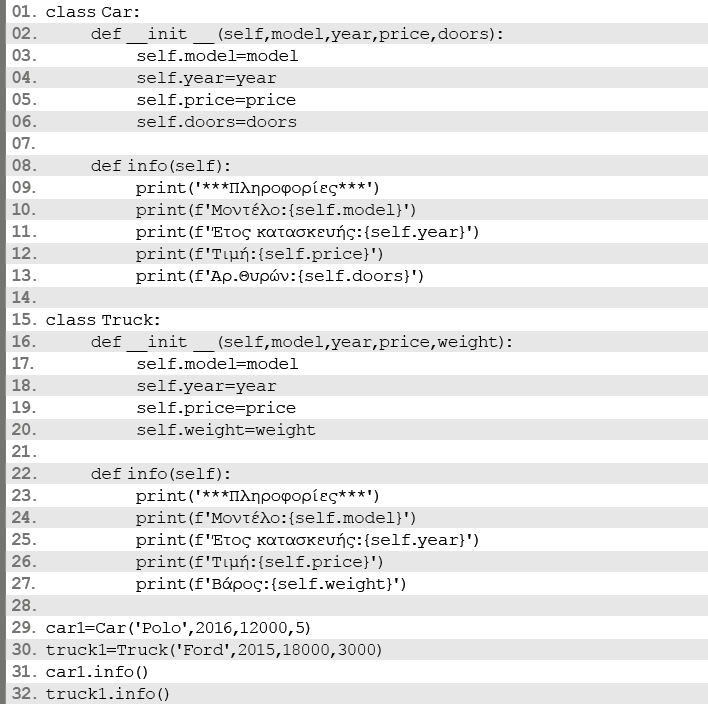 01. class Car:
02. def __init __(self,model,year,price,doors):
03. self.model=model
04. self.year=year
05. self.price=price
06. self.doors=doors
07.
08. def info(self):
09. print('***Πληροφορίες***')
10. print(f'Μοντέλο:{self.model}')
11. print(f'Έτος κατασκευής:{self.year}')
12. print(f'Τιμή:{self.price}')
13. print(f'Αρ.Θυρών:{self.doors}')
14.
15. class Truck:
16. def __init __(self,model,year,price,weight):
17. self.model=model
18. self.year=year
19. self.price=price
20. self.weight=weight
21.
22. def info(self):
23. print('***Πληροφορίες***')
24. print(f'Μοντέλο:{self.model}')
25. print(f'Έτος κατασκευής:{self.year}')
26. print(f'Τιμή:{self.price}')
27. print(f'Βάρος:{self.weight}')
28.
29. car1=Car('Polo',2016,12000,5)
30. truck1=Truck('Ford',2015,18000,3000)
31. car1.info()
32. truck1.info()